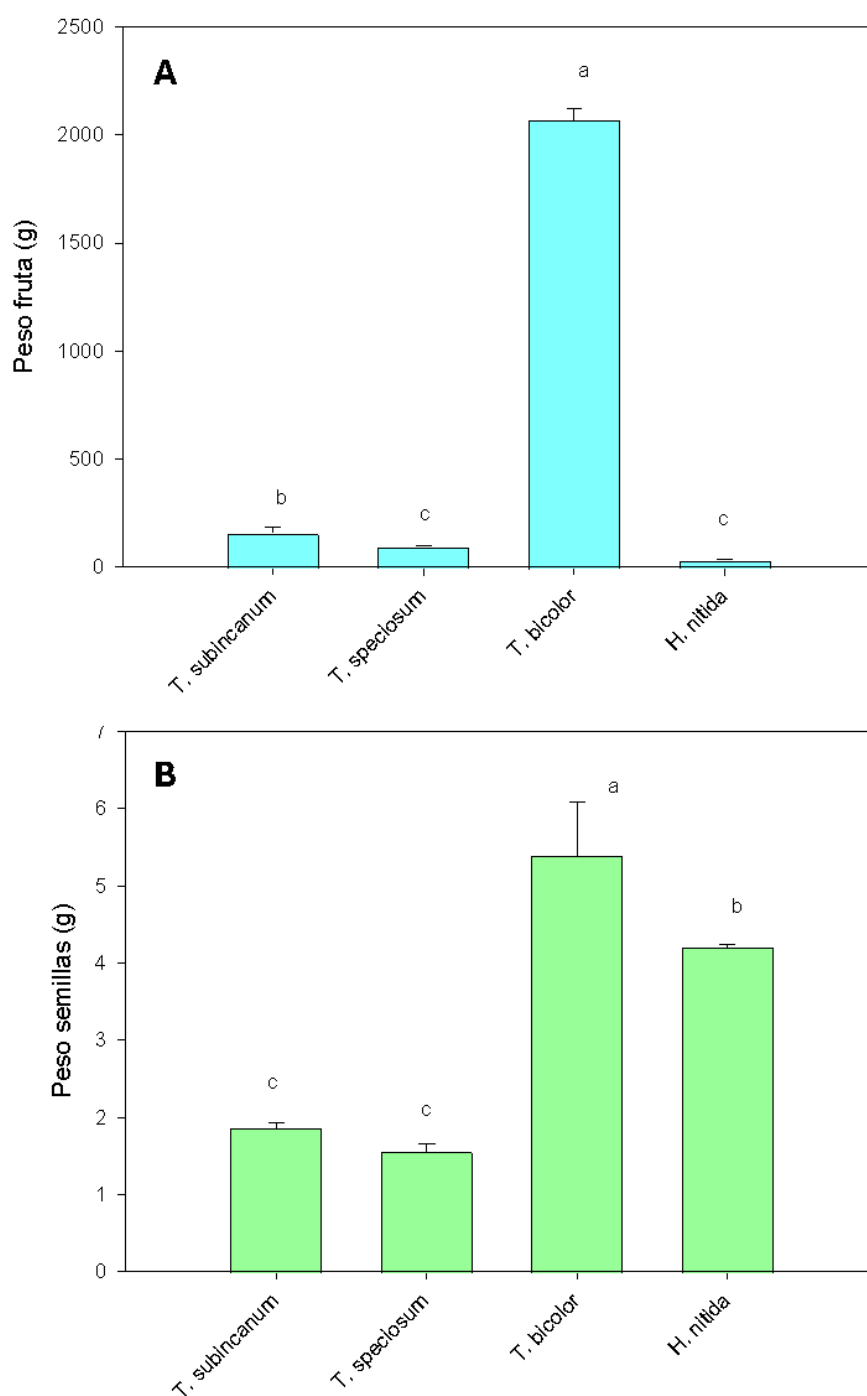 2500
A
a
2000
1500
1000
500
b
c
c
0
Peso fruta (g)
T. subincanum
T. speciosum
T. bicolor
H. nitida
7
B
a
6
5
b
4
3
c
c
2
1
0
Peso semillas (g)
T. subincanum
T. speciosum
T. bicolor
H. nitida